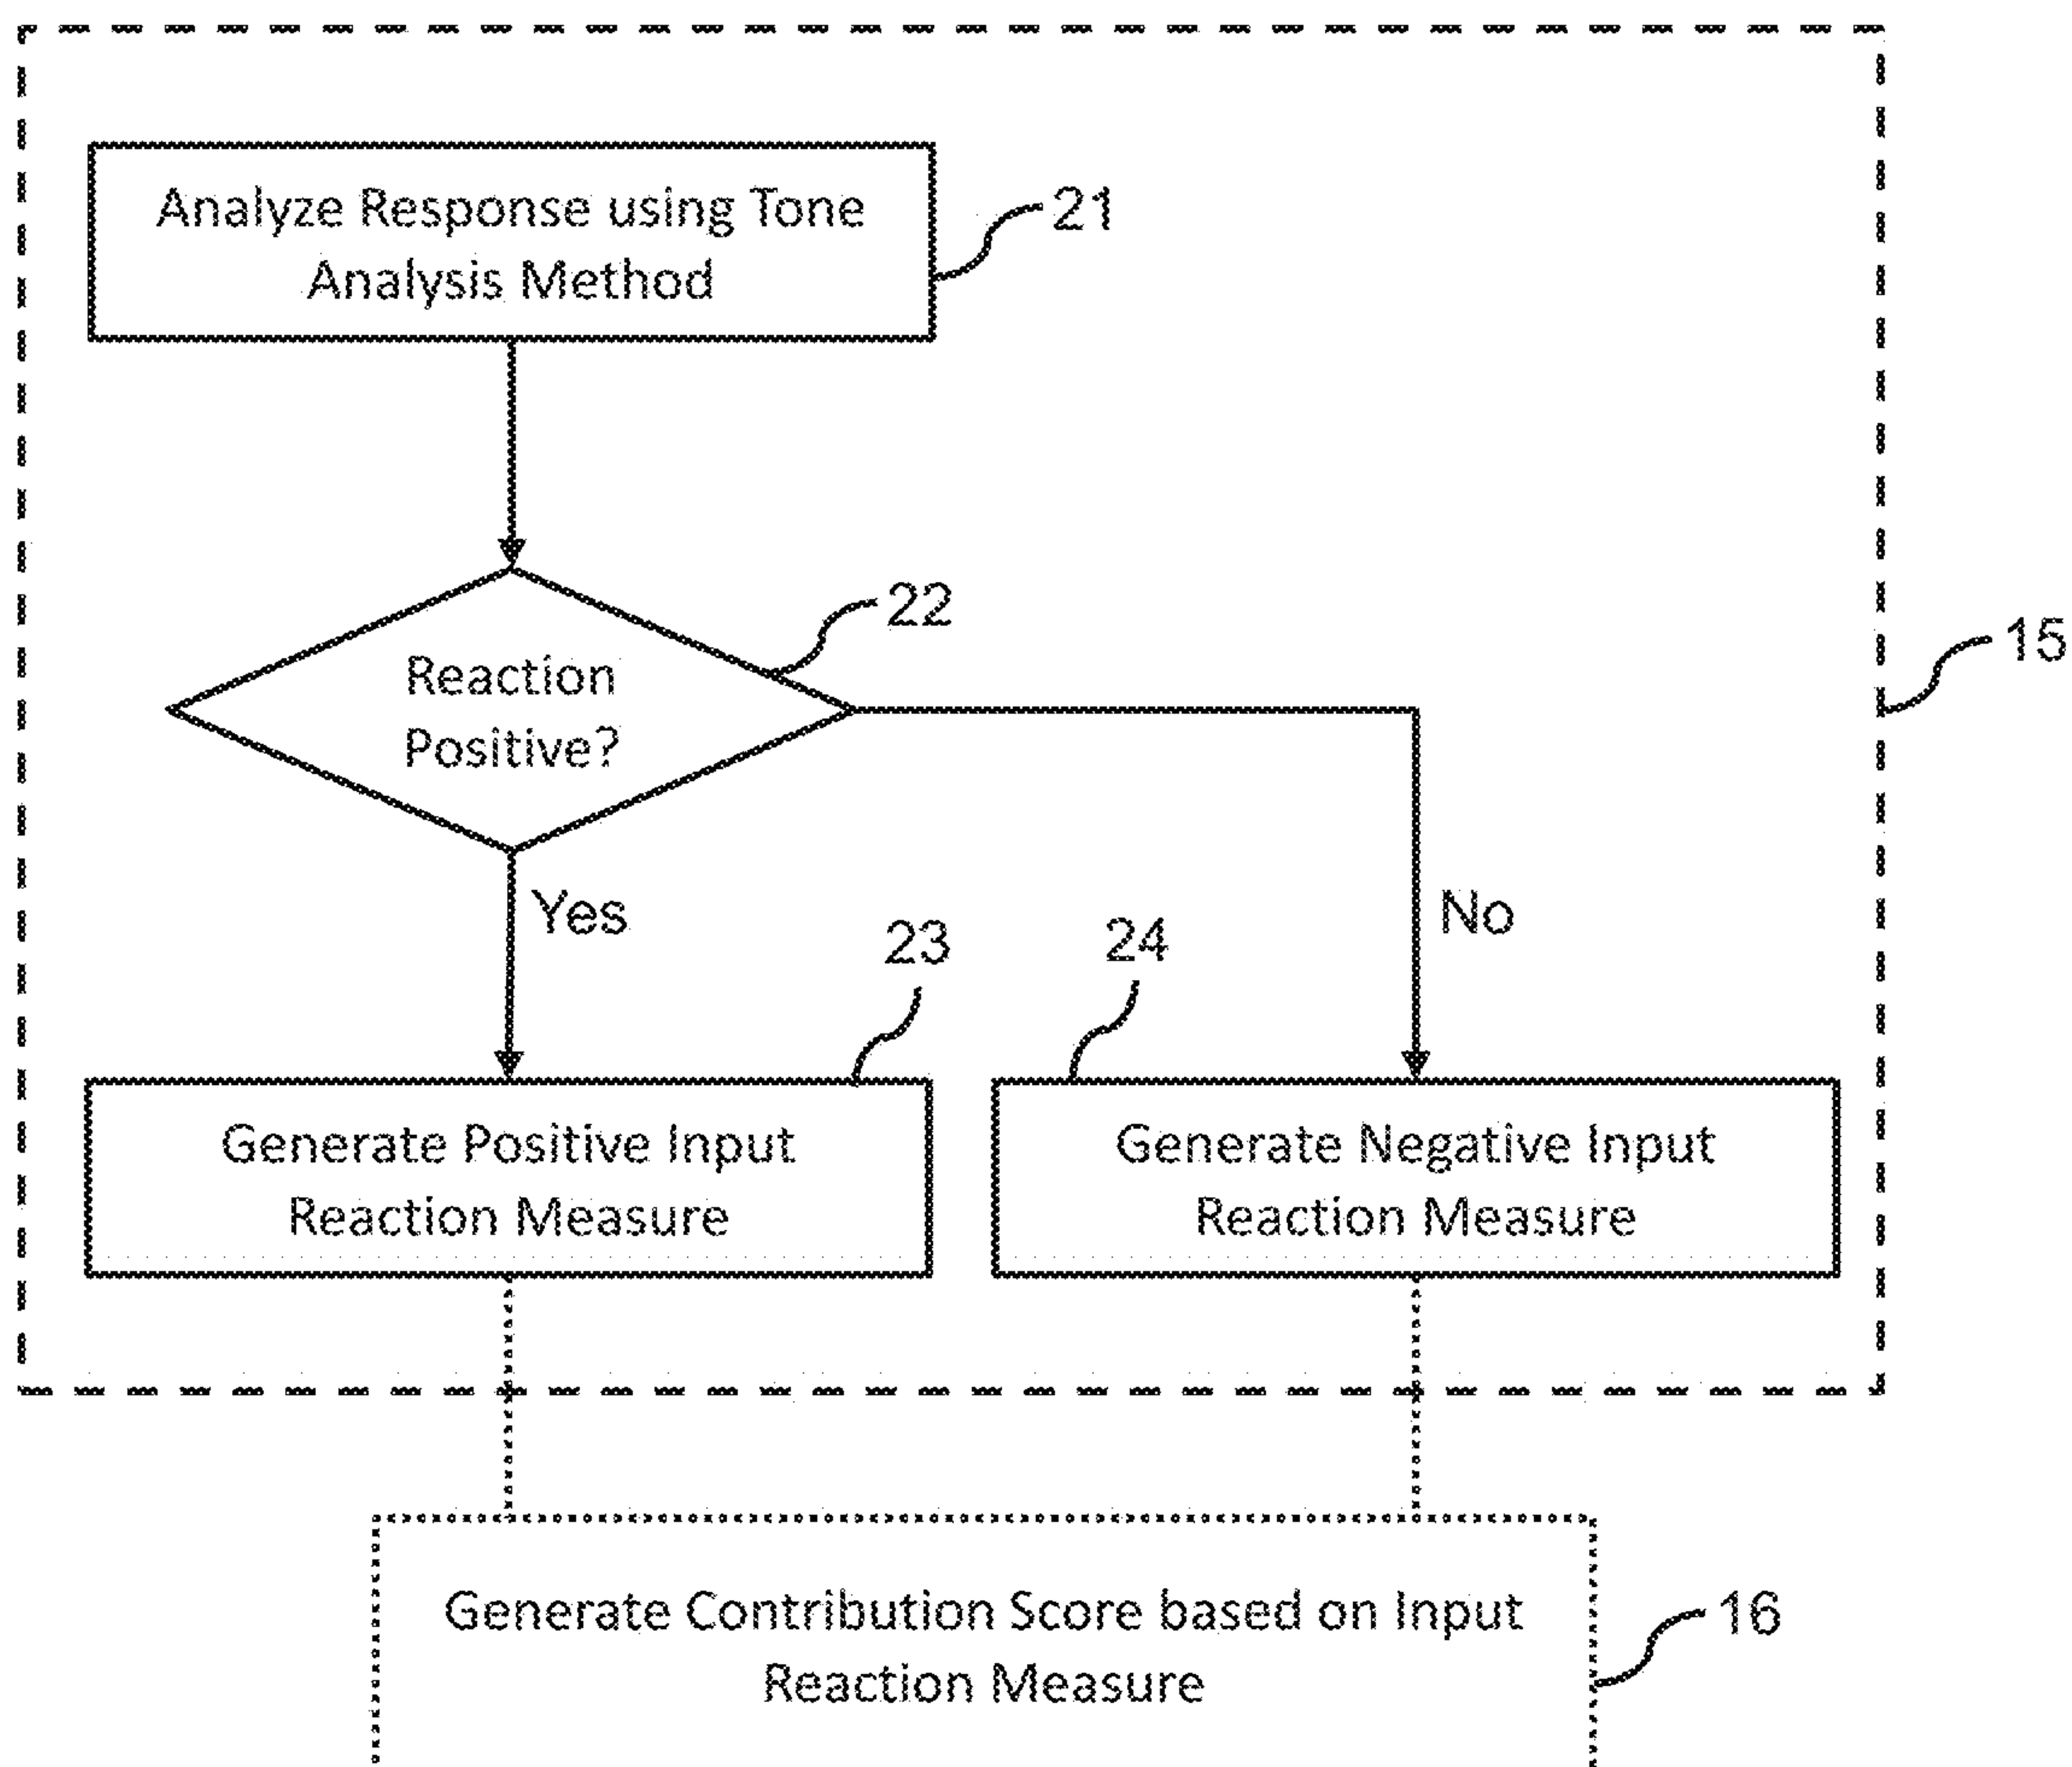 Analyze Response using Tone
Analysis Method
21
22
Reaction
Positive?
15
Yes
No
23
24
Generate Positive Input
Reaction Measure
Generate Negative Input
Reaction Measure
Generate Contribution Score based on Input
Reaction Measure
16